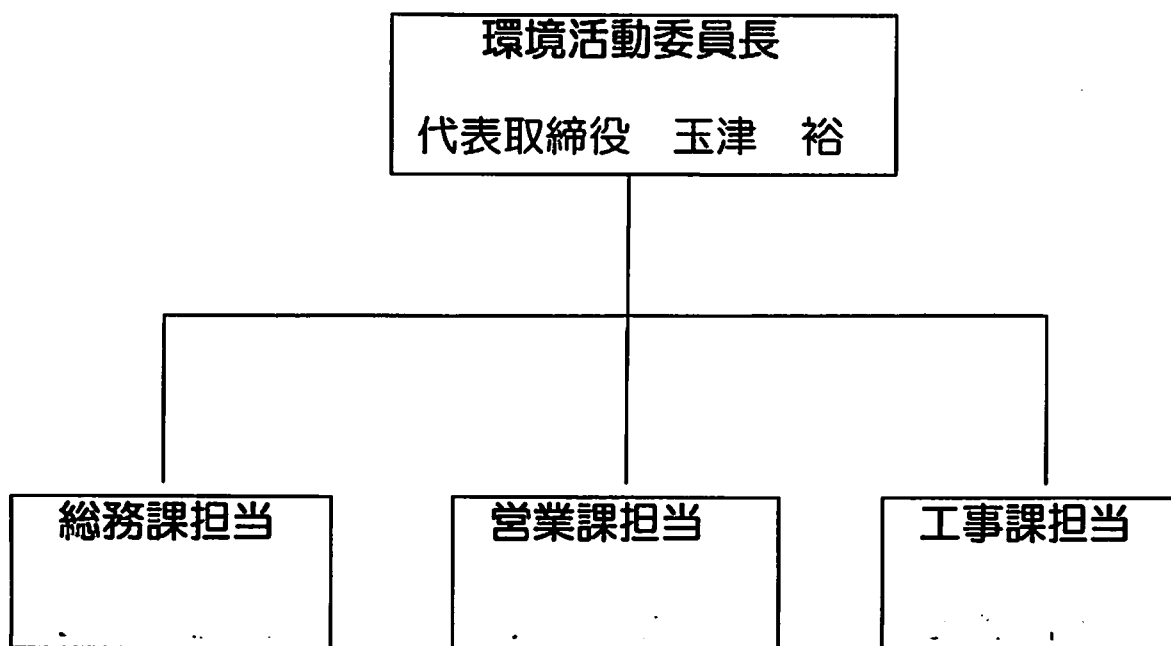 環境活動委員長
代表取締役　玉津　裕
総務課担当
営業課担当
工事課担当